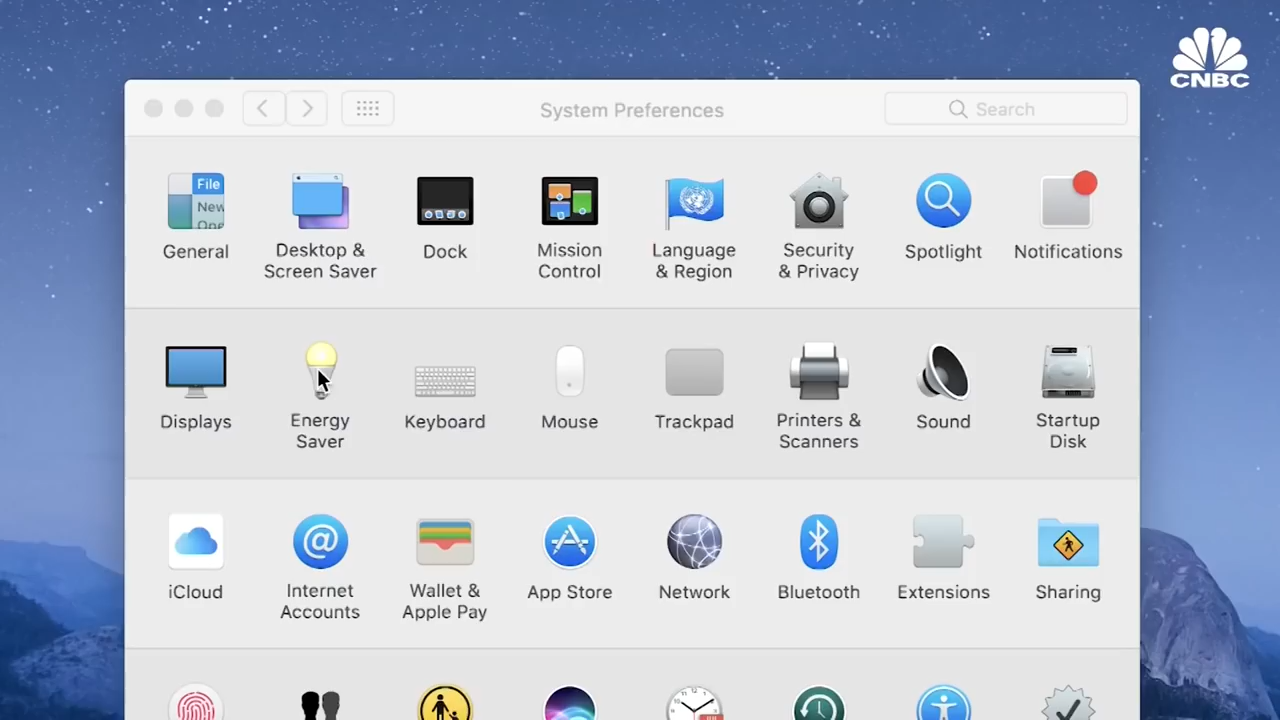 CNBC
System Preferences
Search
File
New
Ope
General
Desktop &
Screen Saver
Dock
Mission
Control
Language
& Region
Security
& Privacy
Spotlight
Notifications
Displays
Energy
Saver
Keyboard
Mouse
Trackpad
Printers &
Scanners
Sound
Startup
Disk
iCloud
@
Internet
Accounts
Wallet &
Apple Pay
App Store
Network
Bluetooth
Extensions
Sharing